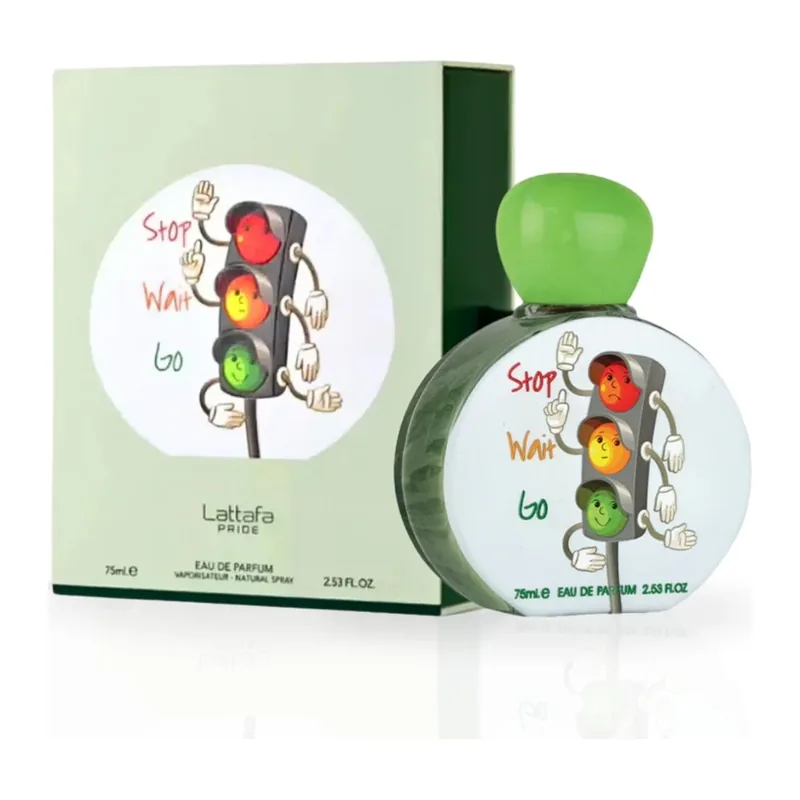 Stop
Wait
Go
Lattafa
PRIDE
75ml.e
EAU DE PARFUM
VAPORISATEUR - NATURAL SPRAY
2.53 FL.OZ.
Stop
Wait
Go
75ml.e EAU DE PARFUM 2.53 FL.OZ